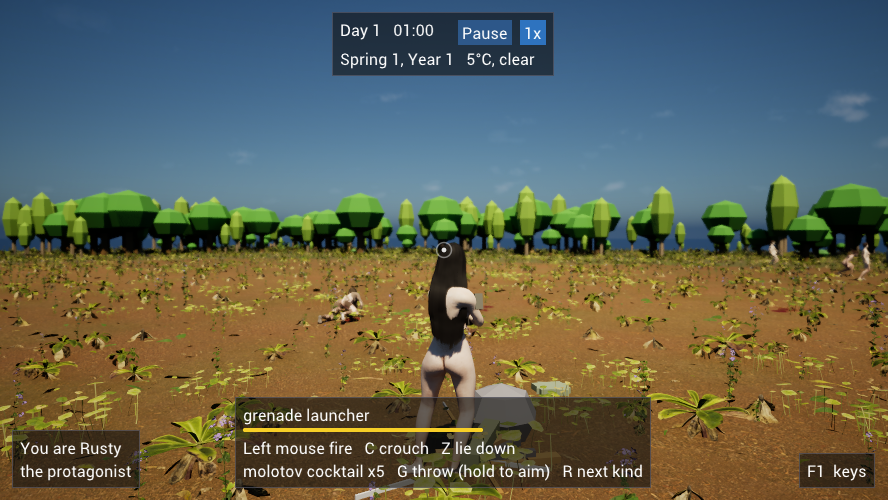 Day 1 01:00 Pause 1x
Spring 1, Year 1 5°C, clear
grenade launcher
Left mouse fire C crouch Z lie down
molotov cocktail x5 G throw (hold to aim) R next kind
You are Rusty
the protagonist
F1 keys